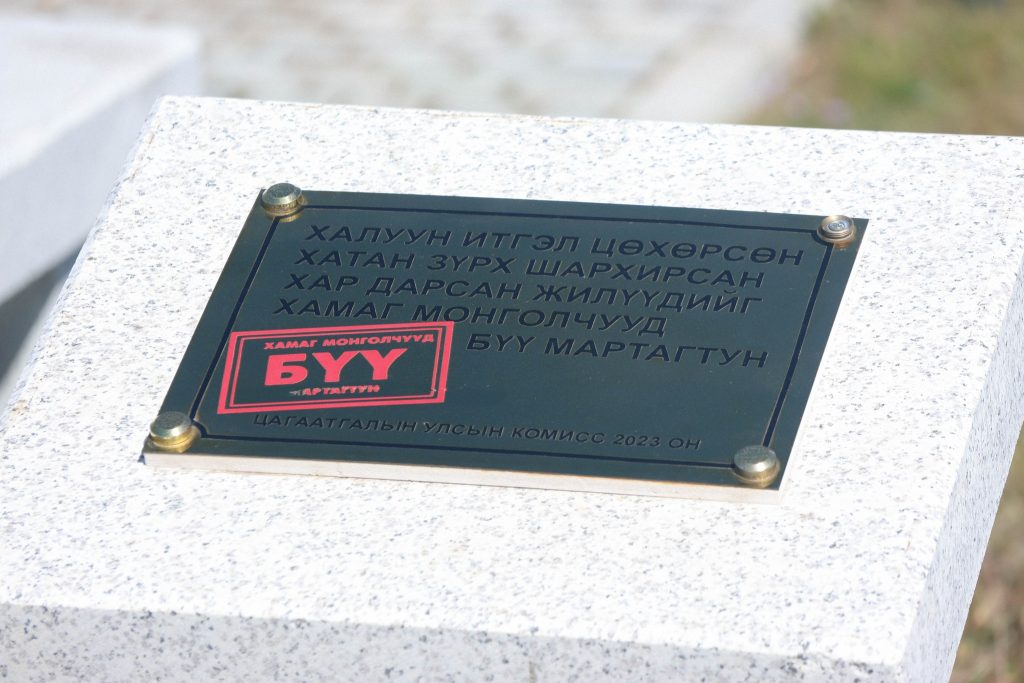 ХАЛУУН ИТГЭЛ ЦӨХӨРСӨН
ХАТАН ЗҮРХ ШАРХИРСАН
ХАР ДАРСАН ЖИЛҮҮДИЙГ
ХАМАГ МОНГОЛЧУУД
БҮҮ МАРТАГТУН
ХАМАГ МОНГОЛЧУУД
БҮҮ
МАРТАГТУН
ЦАГААТГАЛЫН УЛСЫН КОМИСС 2023 ОН